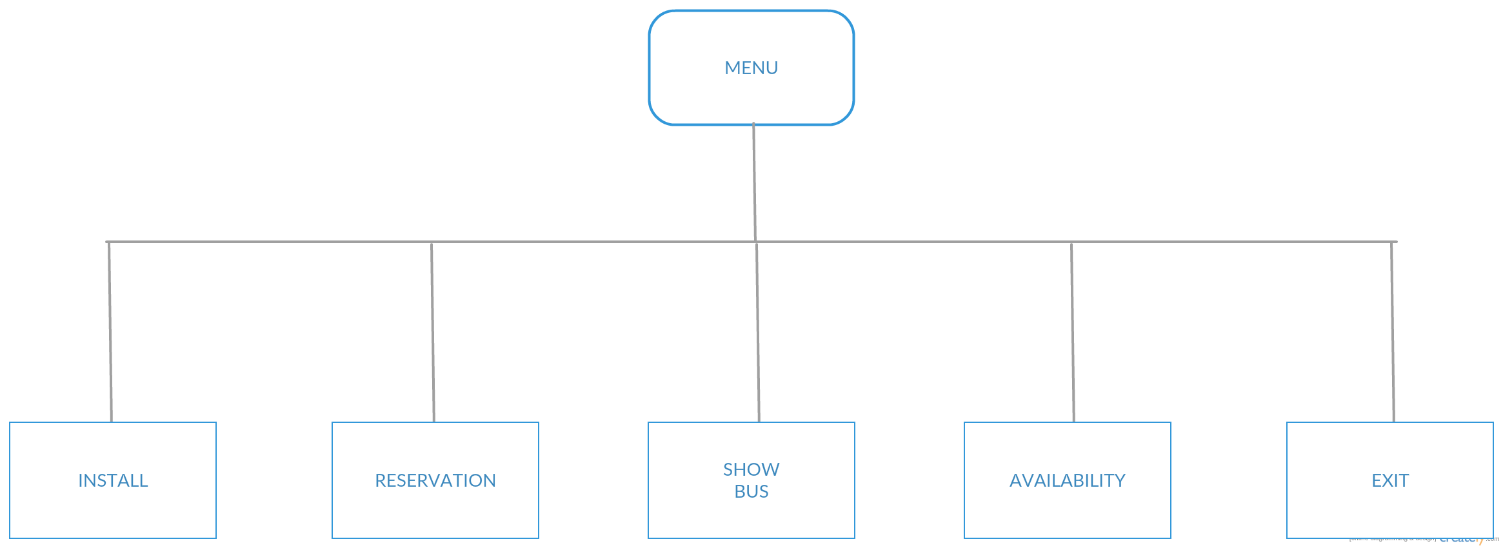 MENU
INSTALL
RESERVATION
SHOW
BUS
AVAILABILITY
EXIT